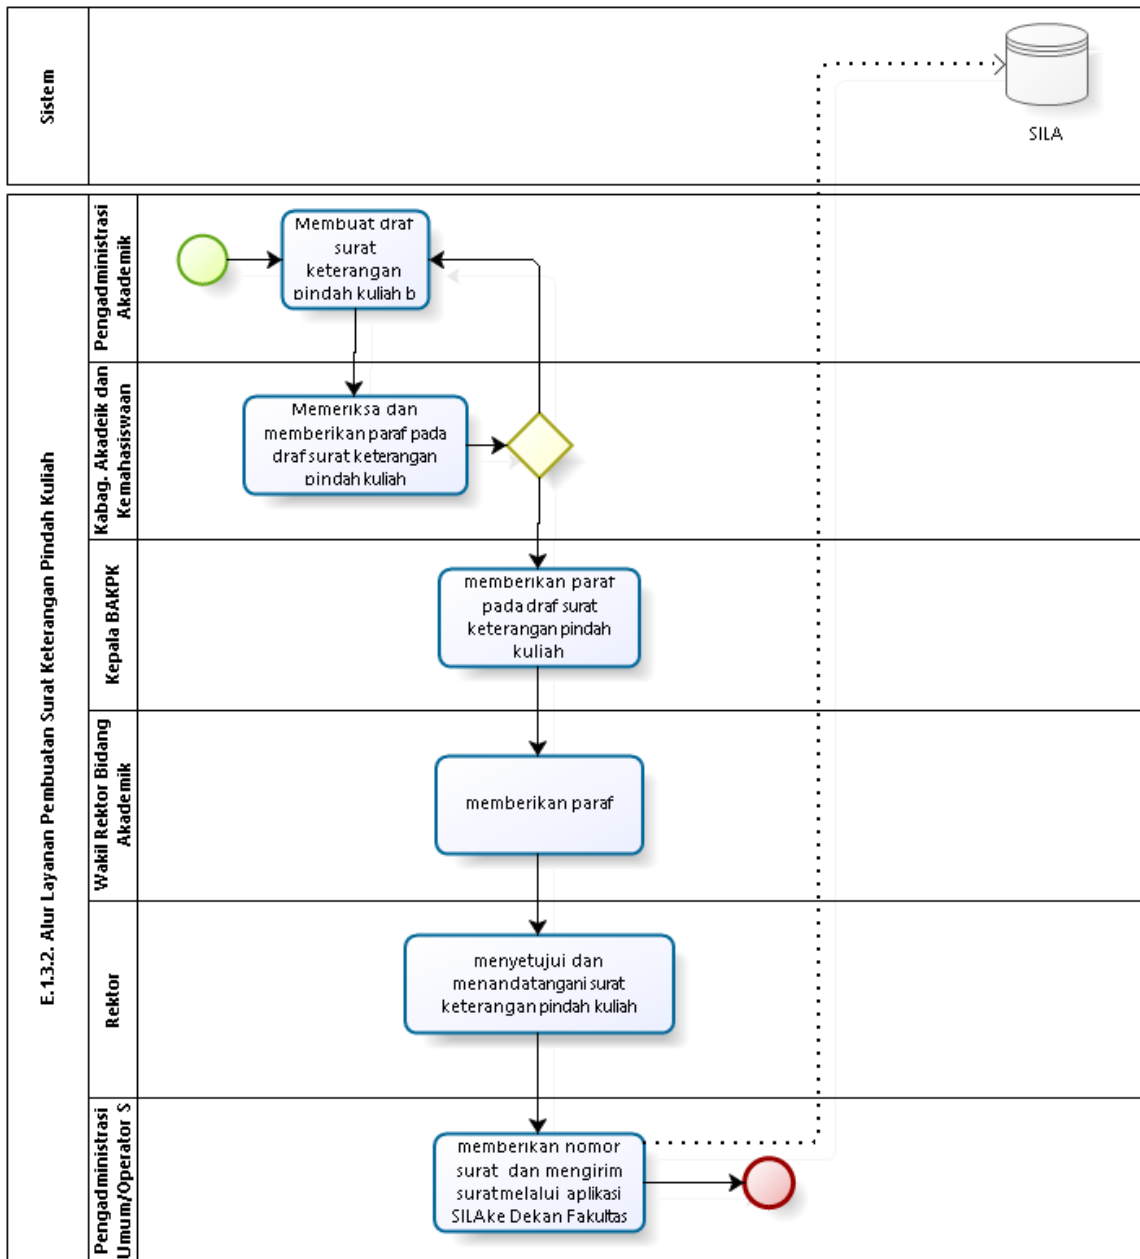 Sistem
SILA
E.1.3.2. Alur Layanan Pembuatan Surat Keterangan Pindah Kuliah
Pengadministrasi
Akademik
Membuat draf
surat
keterangan
pindah kuliah b
Kabag. Akadeik dan
Kemahasiswaan
Memeriksa dan
memberikan paraf pada
draf surat keterangan
pindah kuliah
Kepala BAKPK
memberikan paraf
pada draf surat
keterangan pindah
kuliah
Wakil Rektor Bidang
Akademik
memberikan paraf
Rektor
menyetujui dan
menandatangani surat
keterangan pindah kuliah
Pengadministrasi
Umum/Operator S
memberikan nomor
surat dan mengirim
surat melalui aplikasi
SILA ke Dekan Fakultas